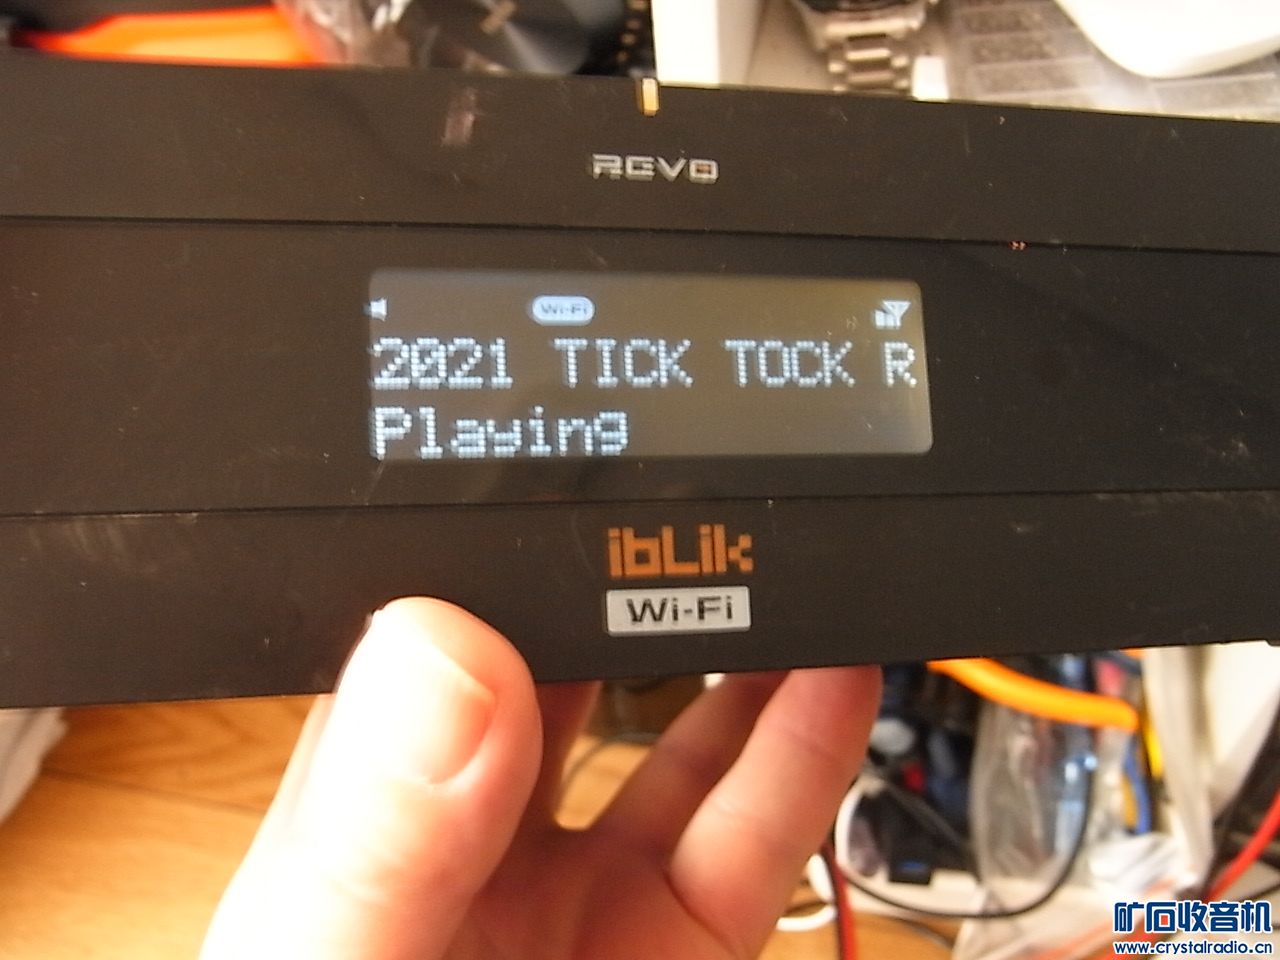 REVO
Wi-Fi
2021 TICK TOCK R
Playing
ibLik
Wi-Fi
矿石收音机
www.crystalradio.cn